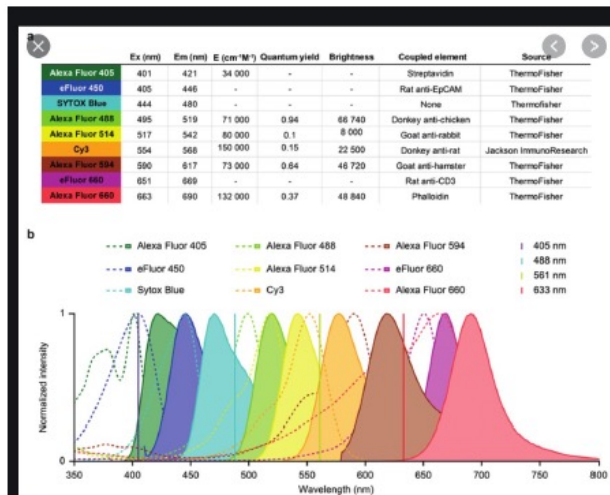 a
Ex (nm) Em (nm) E (cm⁻¹M⁻¹) Quantum yield Brightness Coupled element Source
Alexa Fluor 405 401 421 34 000 - - Streptavidin ThermoFisher
eFluor 450 405 446 - - - Rat anti-EpCAM ThermoFisher
SYTOX Blue 444 480 - - - None Thermofisher
Alexa Fluor 488 495 519 71 000 0.94 66 740 Donkey anti-chicken ThermoFisher
Alexa Fluor 514 517 542 80 000 0.1 8 000 Goat anti-rabbit ThermoFisher
Cy3 554 568 150 000 0.15 22 500 Donkey anti-rat Jackson ImmunoResearch
Alexa Fluor 594 590 617 73 000 0.64 46 720 Goat anti-hamster ThermoFisher
eFluor 660 651 669 - - - Rat anti-CD3 ThermoFisher
Alexa Fluor 660 663 690 132 000 0.37 48 840 Phalloidin ThermoFisher
b
Alexa Fluor 405 Alexa Fluor 488 Alexa Fluor 594 405 nm
488 nm
eFluor 450 Alexa Fluor 514 eFluor 660 561 nm
Sytox Blue Cy3 Alexa Fluor 660 633 nm
Normalized intensity
1
0
350 400 450 500 550 600 650 700 750 800
Wavelength (nm)